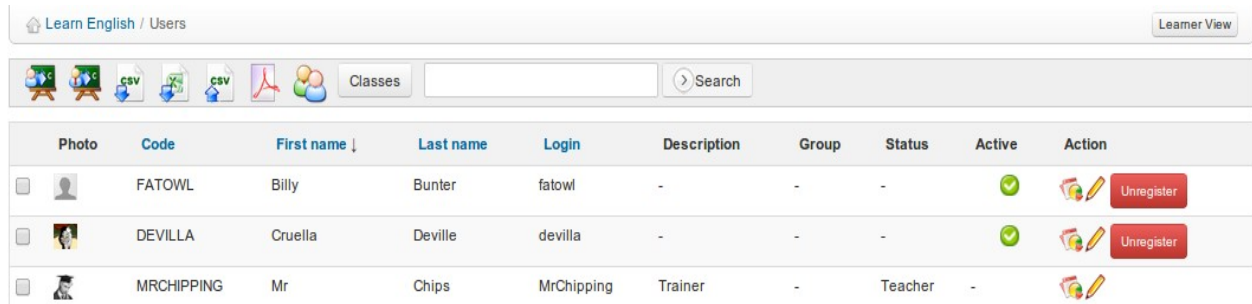 Learn English / Users Learner View
CSV CSV Classes Search
Photo Code First name ↓ Last name Login Description Group Status Active Action
FATOWL Billy Bunter fatowl - - - Unregister
DEVILLA Cruella Deville devilla - - - Unregister
MRCHIPPING Mr Chips MrChipping Trainer - Teacher -